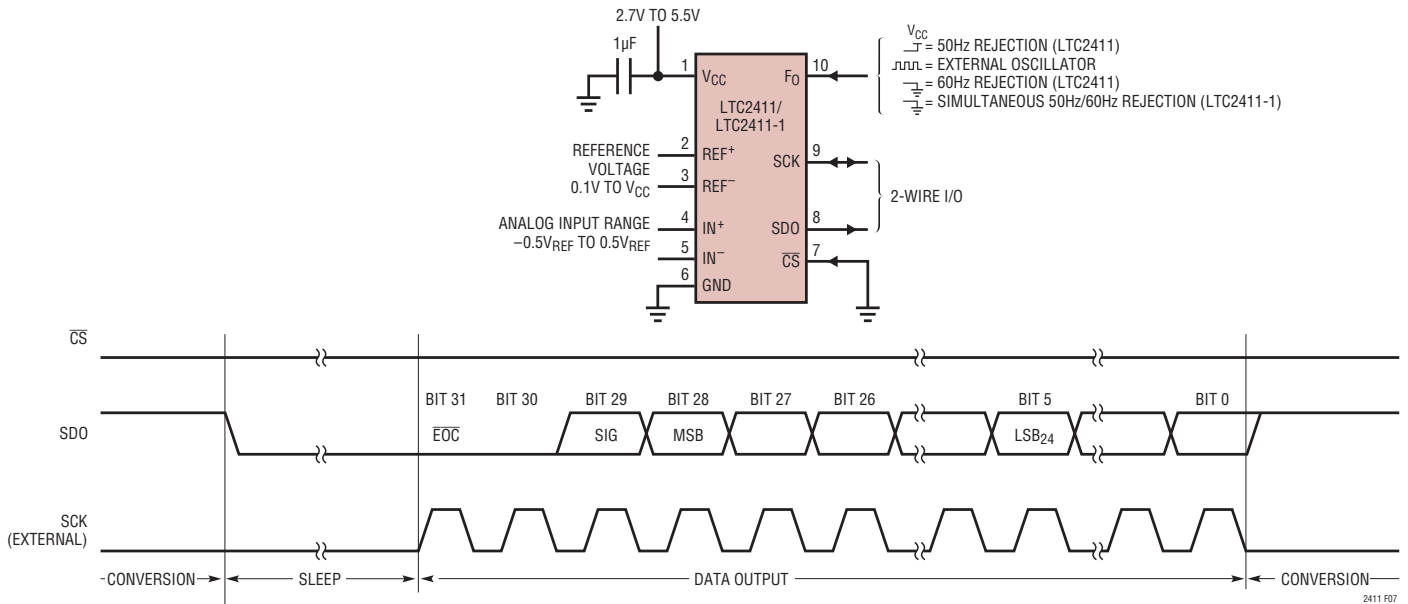 2.7V TO 5.5V
1µF
1
VCC
FO
10
LTC2411/
LTC2411-1
VCC
= 50Hz REJECTION (LTC2411)
= EXTERNAL OSCILLATOR
= 60Hz REJECTION (LTC2411)
= SIMULTANEOUS 50Hz/60Hz REJECTION (LTC2411-1)
REFERENCE
VOLTAGE
0.1V TO VCC
2
REF+
3
REF−
SCK
9
2-WIRE I/O
ANALOG INPUT RANGE
−0.5VREF TO 0.5VREF
4
IN+
5
IN−
6
GND
SDO
8
CS
7
CS
BIT 31
BIT 30
BIT 29
BIT 28
BIT 27
BIT 26
BIT 5
BIT 0
SDO
EOC
SIG
MSB
LSB24
SCK
(EXTERNAL)
CONVERSION
SLEEP
DATA OUTPUT
CONVERSION
2411 F07